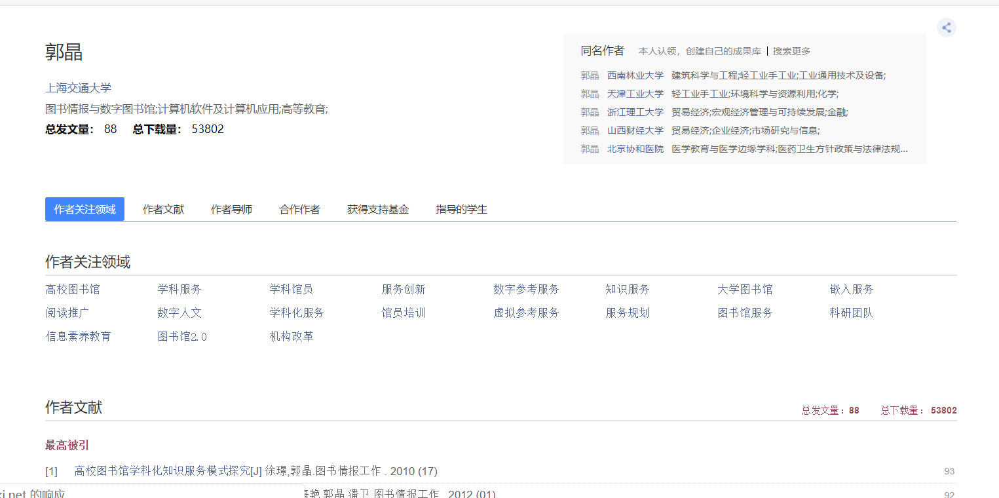 郭晶
上海交通大学
图书情报与数字图书馆;计算机软件及计算机应用;高等教育;
总发文量： 88 总下载量： 53802
同名作者 本人认领，创建自己的成果库 | 搜索更多
郭晶 西南林业大学 建筑科学与工程;轻工业手工业;工业通用技术及设备;
郭晶 天津工业大学 轻工业手工业;环境科学与资源利用;化学;
郭晶 浙江理工大学 贸易经济;宏观经济管理与可持续发展;金融;
郭晶 山西财经大学 贸易经济;企业经济;市场研究与信息;
郭晶 北京协和医院 医学教育与医学边缘学科;医药卫生方针政策与法律法规...
作者关注领域 作者文献 作者导师 合作作者 获得支持基金 指导的学生
作者关注领域
高校图书馆 学科服务 学科馆员 服务创新 数字参考服务 知识服务 大学图书馆 嵌入服务
阅读推广 数字人文 学科化服务 馆员培训 虚拟参考服务 服务规划 图书馆服务 科研团队
信息素养教育 图书馆2.0 机构改革
作者文献 总发文量：88 总下载量： 53802
最高被引
[1] 高校图书馆学科化知识服务模式探究[J] 徐璟,郭晶.图书情报工作 . 2010 (17) 93
ki.net 的响应 海艳,郭晶,潘卫.图书情报工作 . 2012 (01) 92